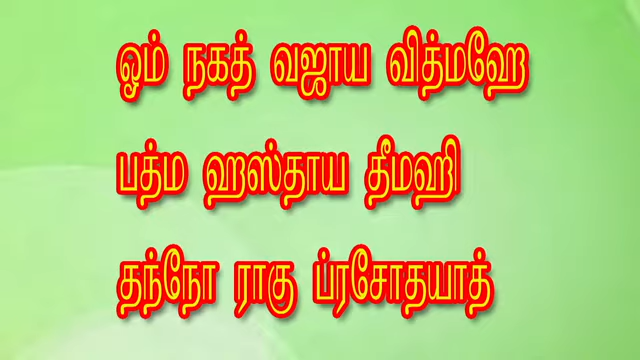 ஓம் நகத் வஜாய வித்மஹே
பத்ம ஹஸ்தாய தீமஹி
தந்நோ ராகு ப்ரசோதயாத்